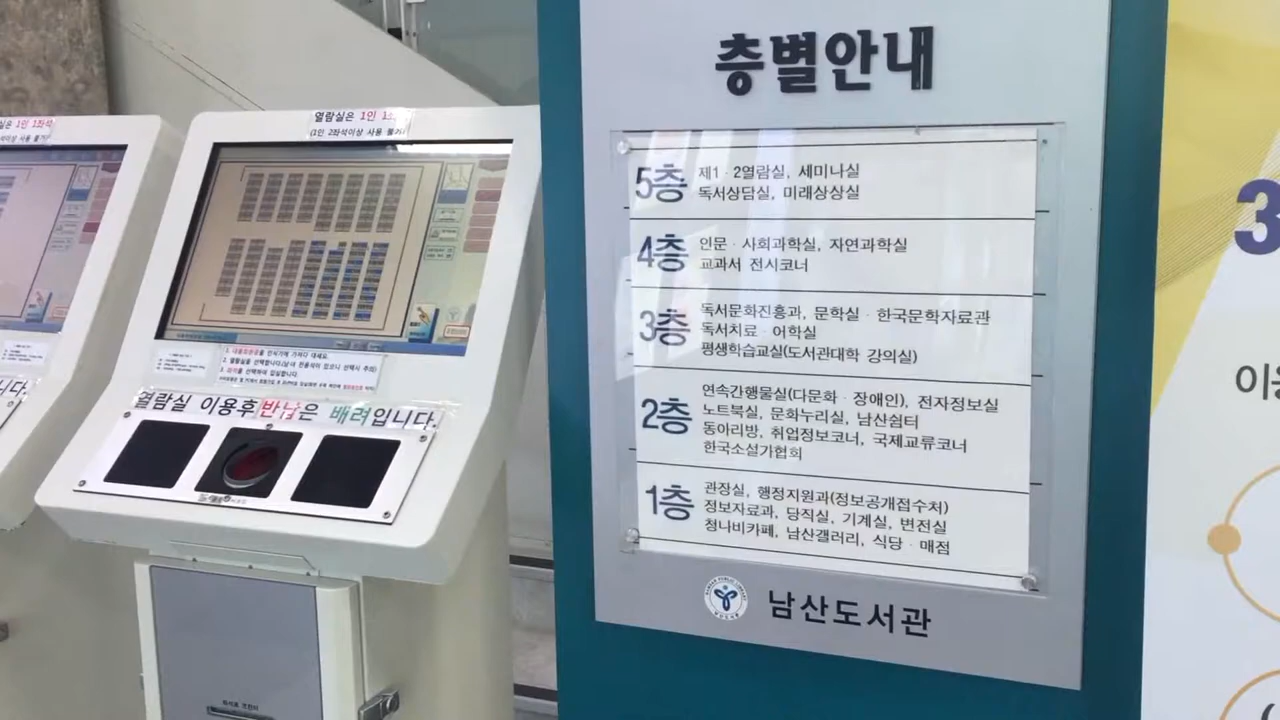 열람실은 1인
(1인 2좌석이상 사용 불가)
열람실 이용후 반납은 배려입니다.
층별안내
5층
제1·2열람실, 세미나실
독서상담실, 미래상상실
4층
인문·사회과학실, 자연과학실
교과서 전시코너
3층
독서문화진흥과, 문학실·한국문학자료관
독서치료·어학실
평생학습교실(도서관대학 강의실)
2층
연속간행물실(다문화·장애인), 전자정보실
노트북실, 문화누리실, 남산쉼터
동아리방, 취업정보코너, 국제교류코너
한국소설가협회
1층
관장실, 행정지원과(정보공개접수처)
정보자료과, 당직실, 기계실, 변전실
청나비카페, 남산갤러리, 식당·매점
남산도서관
3